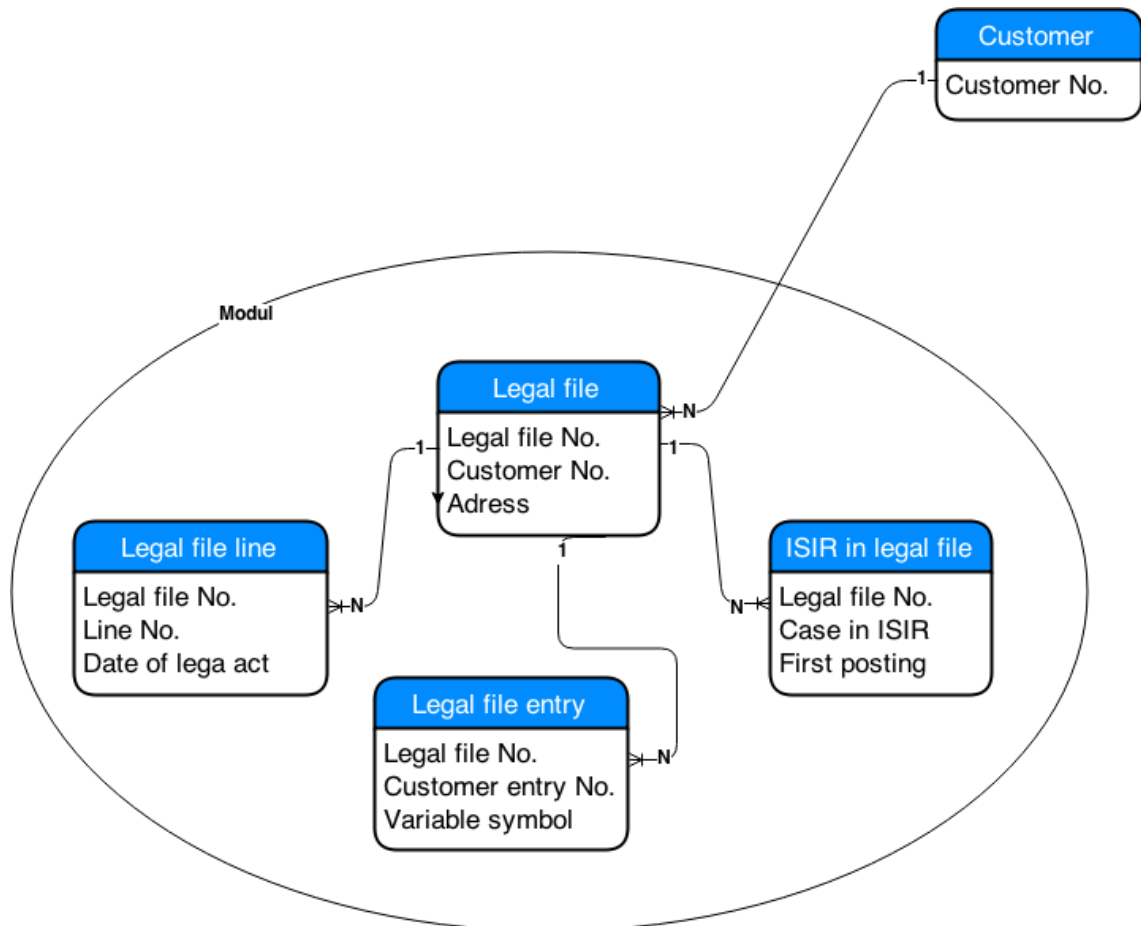 Customer
Customer No.
1
Modul
Legal file
Legal file No.
Customer No.
Adress
N
1
1
1
Legal file line
Legal file No.
Line No.
Date of lega act
N
ISIR in legal file
Legal file No.
Case in ISIR
First posting
N
Legal file entry
Legal file No.
Customer entry No.
Variable symbol
N